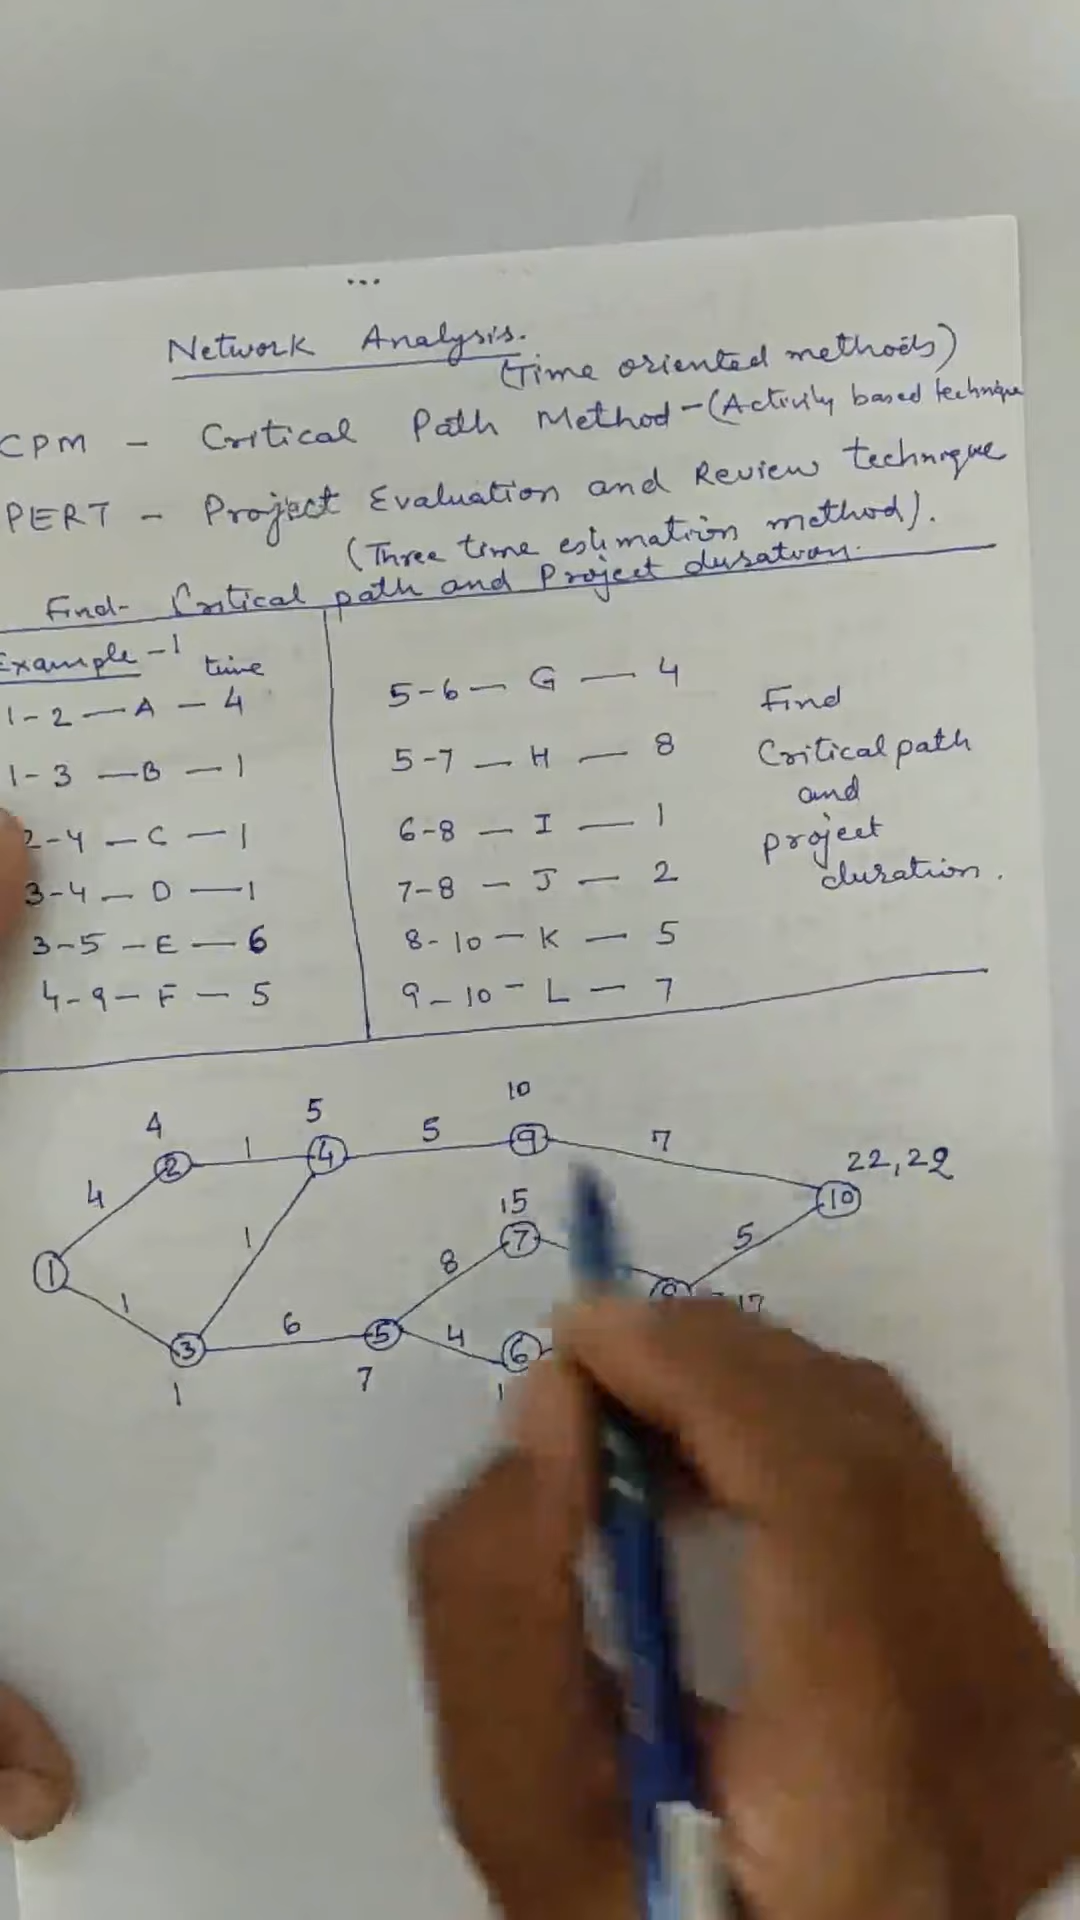 ...
Network Analysis.
(Time oriented methods)
CPM - Critical Path Method - (Activity based technique
PERT - Project Evaluation and Review technique
(Three time estimation method).
Find- Critical path and Project duration.
Example -1 time
1-2 — A — 4
1-3 — B — 1
2-4 — C — 1
3-4 — D — 1
3-5 — E — 6
4-9 — F — 5
5-6 — G — 4
5-7 — H — 8
6-8 — I — 1
7-8 — J — 2
8-10 — K — 5
9-10 — L — 7
Find
Critical path
and
project
duration.
10
4 5
1 5 7
2 4 9
22,22
4 15 10
1 7 5
1 8
1 6 4 17
3 5 6
1 7 1